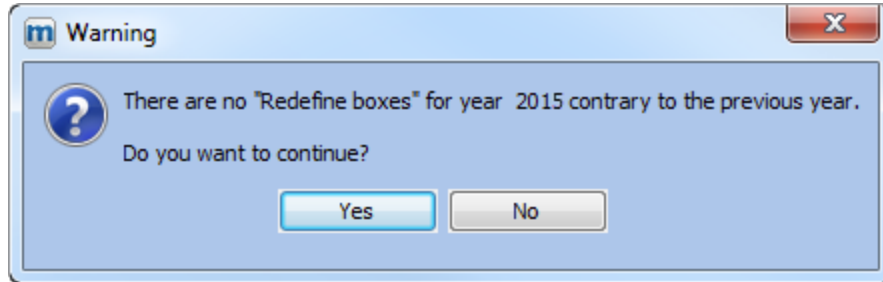 m Warning
There are no "Redefine boxes" for year  2015 contrary to the previous year.
Do you want to continue?
Yes No